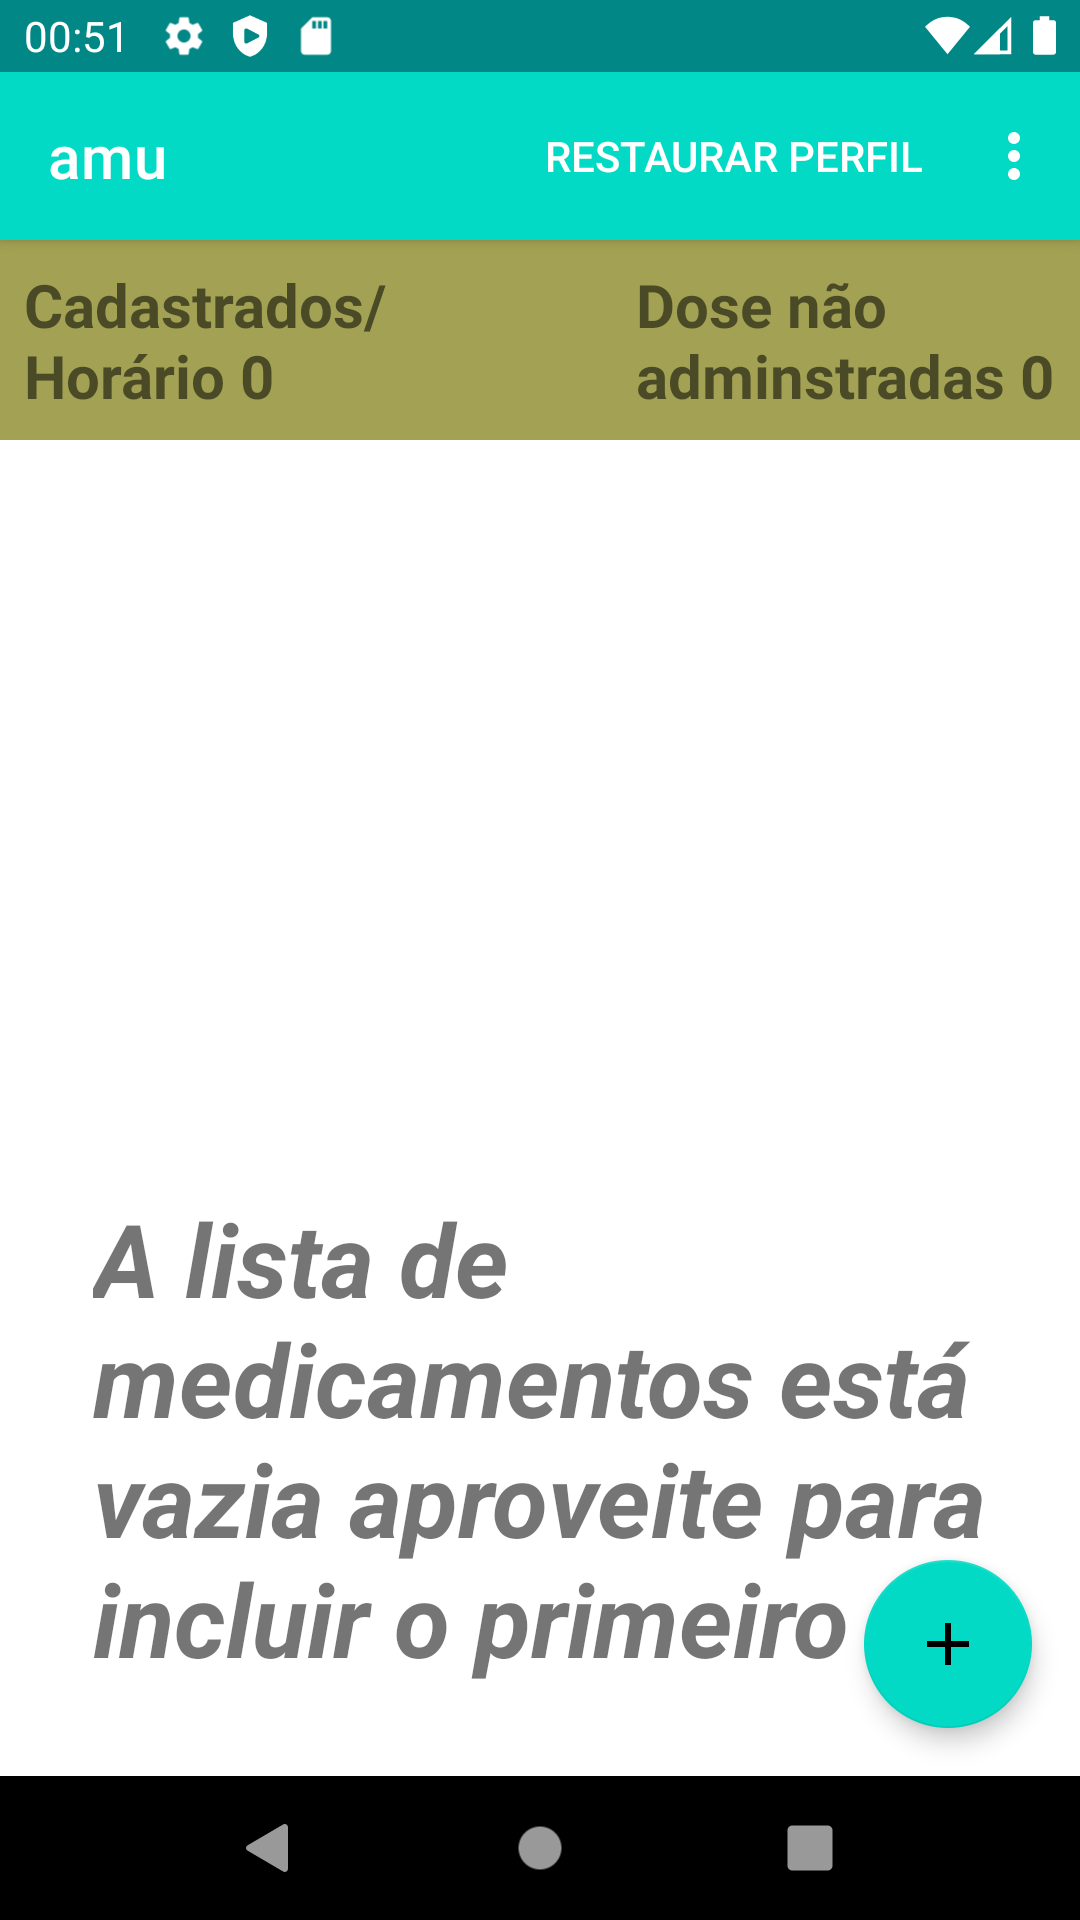 00:51
amu
RESTAURAR PERFIL
Cadastrados/
Horário 0
Dose não
adminstradas 0
A lista de
medicamentos está
vazia aproveite para
incluir o primeiro